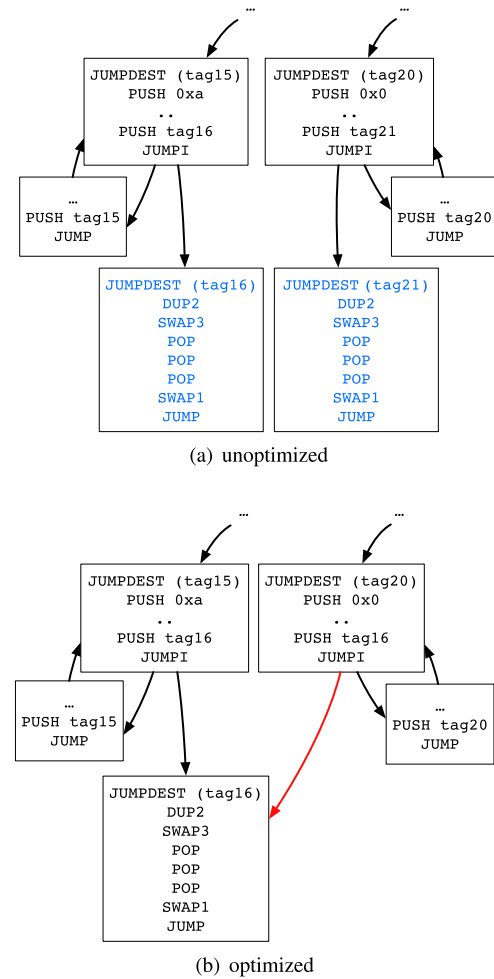 …
…
JUMPDEST (tag15)
PUSH 0xa
..
PUSH tag16
JUMPI
JUMPDEST (tag20)
PUSH 0x0
..
PUSH tag21
JUMPI
…
PUSH tag15
JUMP
…
PUSH tag20
JUMP
JUMPDEST (tag16)
DUP2
SWAP3
POP
POP
POP
SWAP1
JUMP
JUMPDEST (tag21)
DUP2
SWAP3
POP
POP
POP
SWAP1
JUMP
(a) unoptimized
…
…
JUMPDEST (tag15)
PUSH 0xa
..
PUSH tag16
JUMPI
JUMPDEST (tag20)
PUSH 0x0
..
PUSH tag16
JUMPI
…
PUSH tag15
JUMP
…
PUSH tag20
JUMP
JUMPDEST (tag16)
DUP2
SWAP3
POP
POP
POP
SWAP1
JUMP
(b) optimized